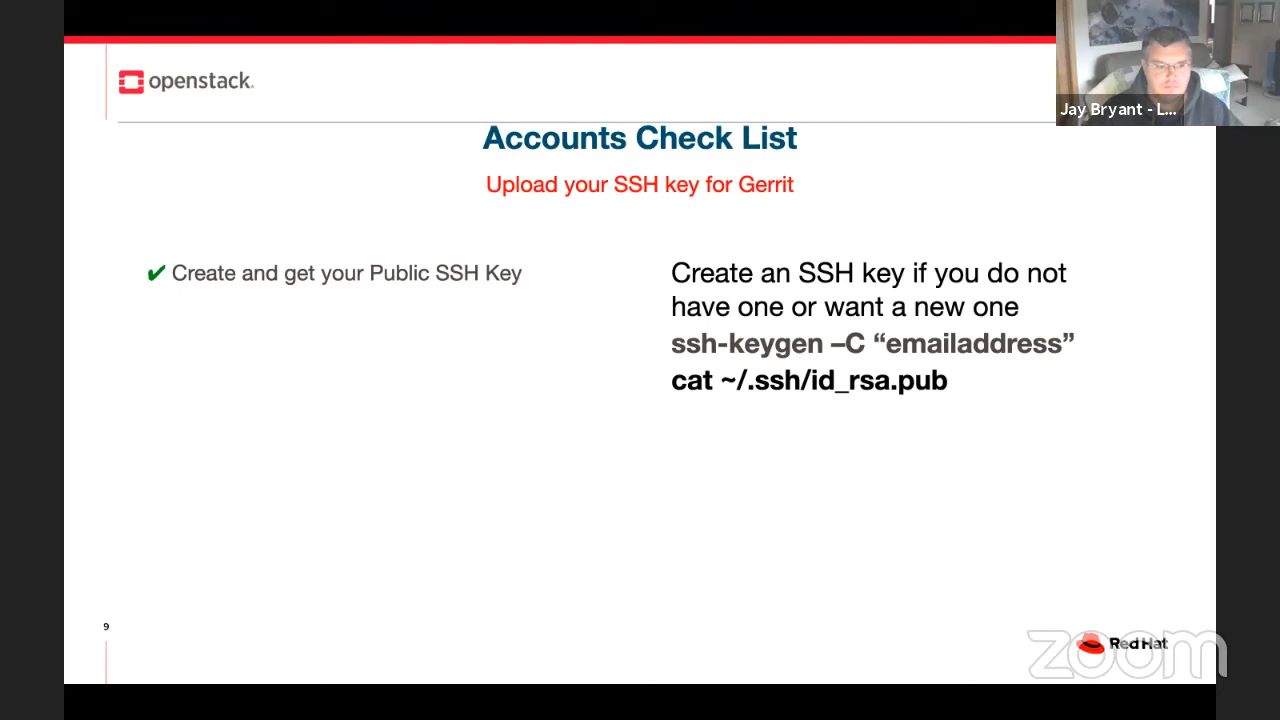 openstack.
Jay Bryant - L...
Accounts Check List
Upload your SSH key for Gerrit
✔ Create and get your Public SSH Key
Create an SSH key if you do not
have one or want a new one
ssh-keygen –C “emailaddress”
cat ~/.ssh/id_rsa.pub
9
Red Hat
zoom